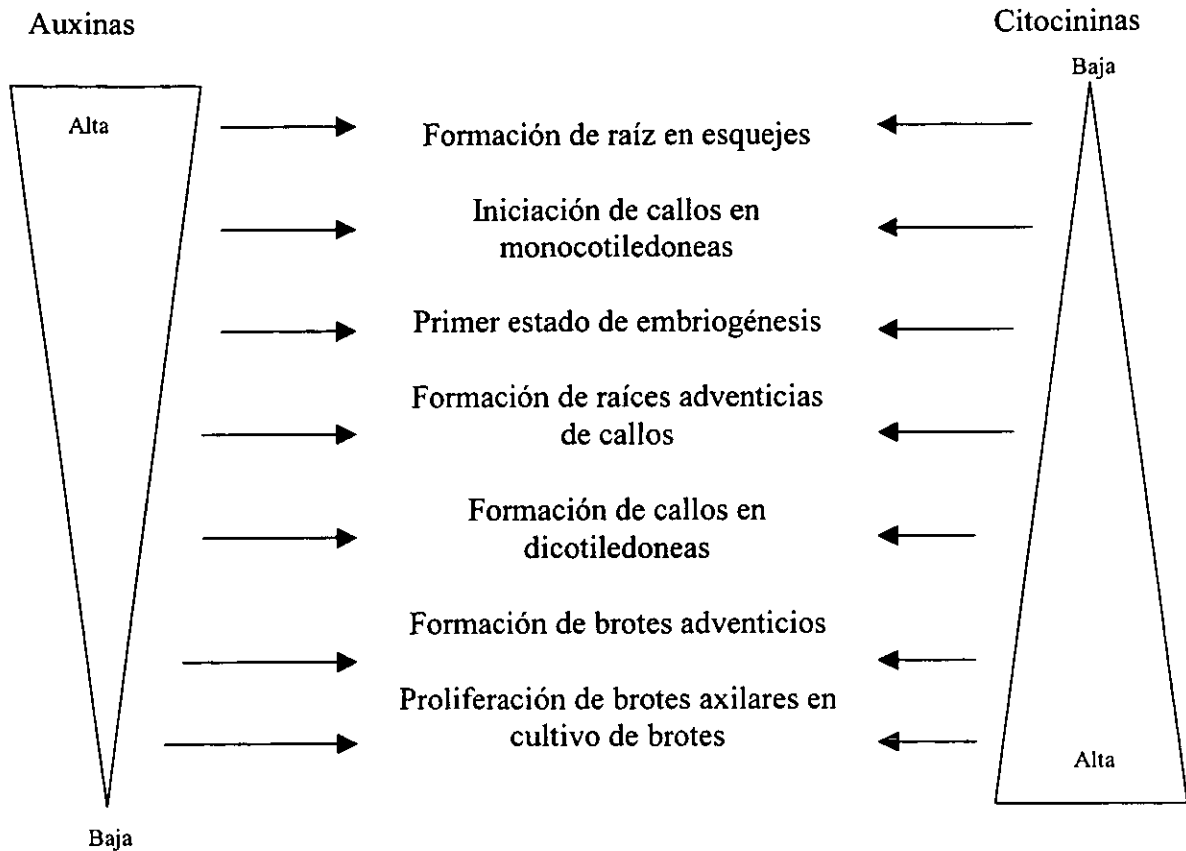 Auxinas
Citocininas
Baja
Alta
Formación de raíz en esquejes
Iniciación de callos en
monocotiledoneas
Primer estado de embriogénesis
Formación de raíces adventicias
de callos
Formación de callos en
dicotiledoneas
Formación de brotes adventicios
Proliferación de brotes axilares en
cultivo de brotes
Alta
Baja